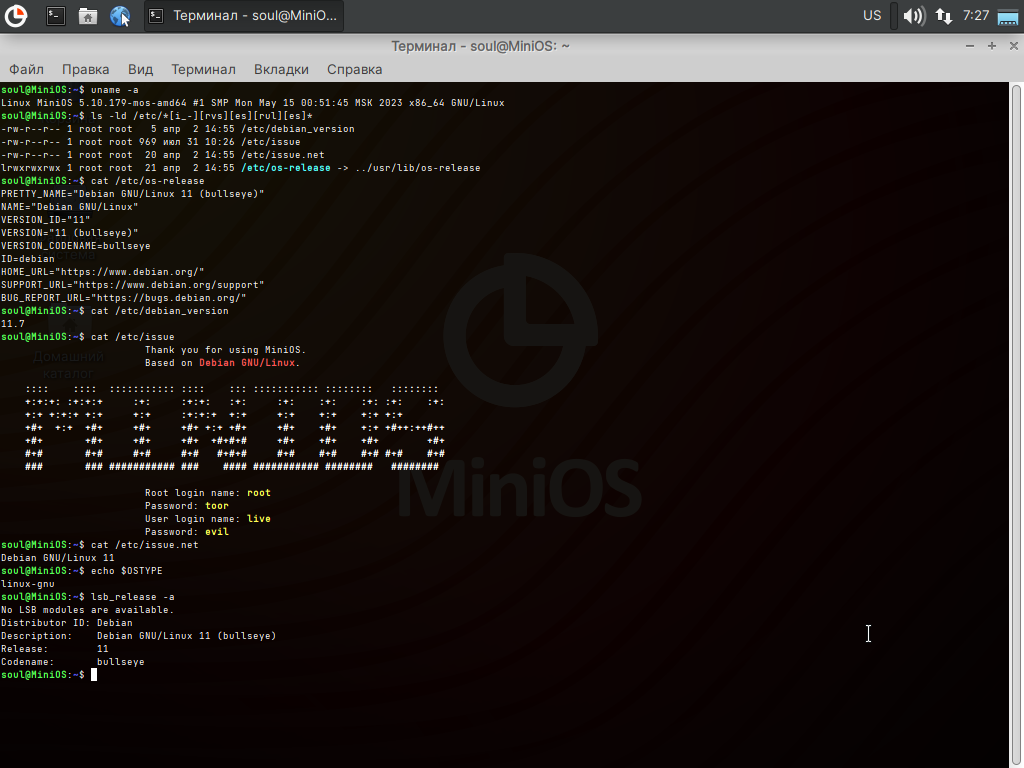 Терминал - soul@MiniO...
US
7:27
Терминал - soul@MiniOS: ~
Файл Правка Вид Терминал Вкладки Справка
soul@MiniOS:~$ uname -a
Linux MiniOS 5.10.179-mos-amd64 #1 SMP Mon May 15 00:51:45 MSK 2023 x86_64 GNU/Linux
soul@MiniOS:~$ ls -ld /etc/*[i_-][rvs][es][rul][es]*
-rw-r--r-- 1 root root   5 апр  2 14:55 /etc/debian_version
-rw-r--r-- 1 root root 969 июл 31 10:26 /etc/issue
-rw-r--r-- 1 root root  20 апр  2 14:55 /etc/issue.net
lrwxrwxrwx 1 root root  21 апр  2 14:55 /etc/os-release -> ../usr/lib/os-release
soul@MiniOS:~$ cat /etc/os-release
PRETTY_NAME="Debian GNU/Linux 11 (bullseye)"
NAME="Debian GNU/Linux"
VERSION_ID="11"
VERSION="11 (bullseye)"
VERSION_CODENAME=bullseye
ID=debian
HOME_URL="https://www.debian.org/"
SUPPORT_URL="https://www.debian.org/support"
BUG_REPORT_URL="https://bugs.debian.org/"
soul@MiniOS:~$ cat /etc/debian_version
11.7
soul@MiniOS:~$ cat /etc/issue
Thank you for using MiniOS.
Based on Debian GNU/Linux.
Домашний
каталог
MiniOS
Root login name: root
Password: toor
User login name: live
Password: evil
soul@MiniOS:~$ cat /etc/issue.net
Debian GNU/Linux 11
soul@MiniOS:~$ echo $OSTYPE
linux-gnu
soul@MiniOS:~$ lsb_release -a
No LSB modules are available.
Distributor ID: Debian
Description:    Debian GNU/Linux 11 (bullseye)
Release:        11
Codename:       bullseye
soul@MiniOS:~$